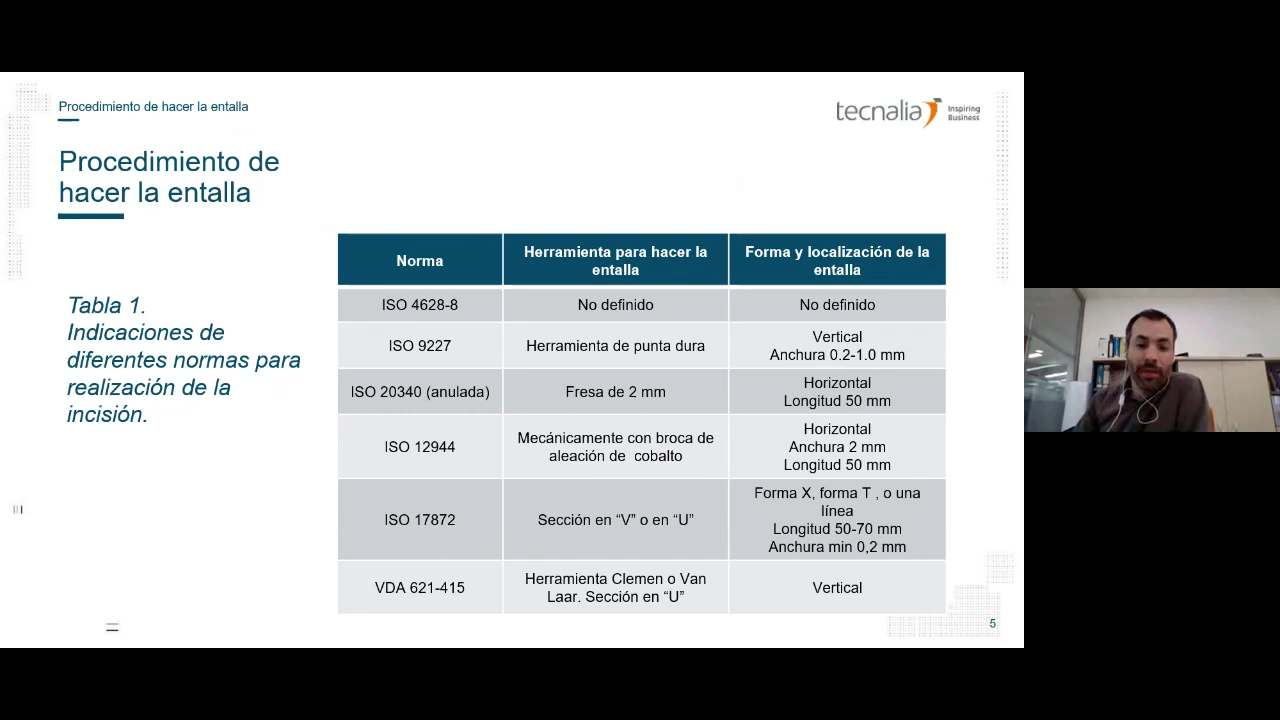 Procedimiento de hacer la entalla
tecnalia
Inspiring
Business
Procedimiento de
hacer la entalla
Tabla 1.
Indicaciones de
diferentes normas para
realización de la
incisión.
Norma
Herramienta para hacer la
entalla
Forma y localización de la
entalla
ISO 4628-8
No definido
No definido
ISO 9227
Herramienta de punta dura
Vertical
Anchura 0.2-1.0 mm
ISO 20340 (anulada)
Fresa de 2 mm
Horizontal
Longitud 50 mm
ISO 12944
Mecánicamente con broca de
aleación de cobalto
Horizontal
Anchura 2 mm
Longitud 50 mm
ISO 17872
Sección en “V” o en “U”
Forma X, forma T , o una
línea
Longitud 50-70 mm
Anchura min 0,2 mm
VDA 621-415
Herramienta Clemen o Van
Laar. Sección en “U”
Vertical
5